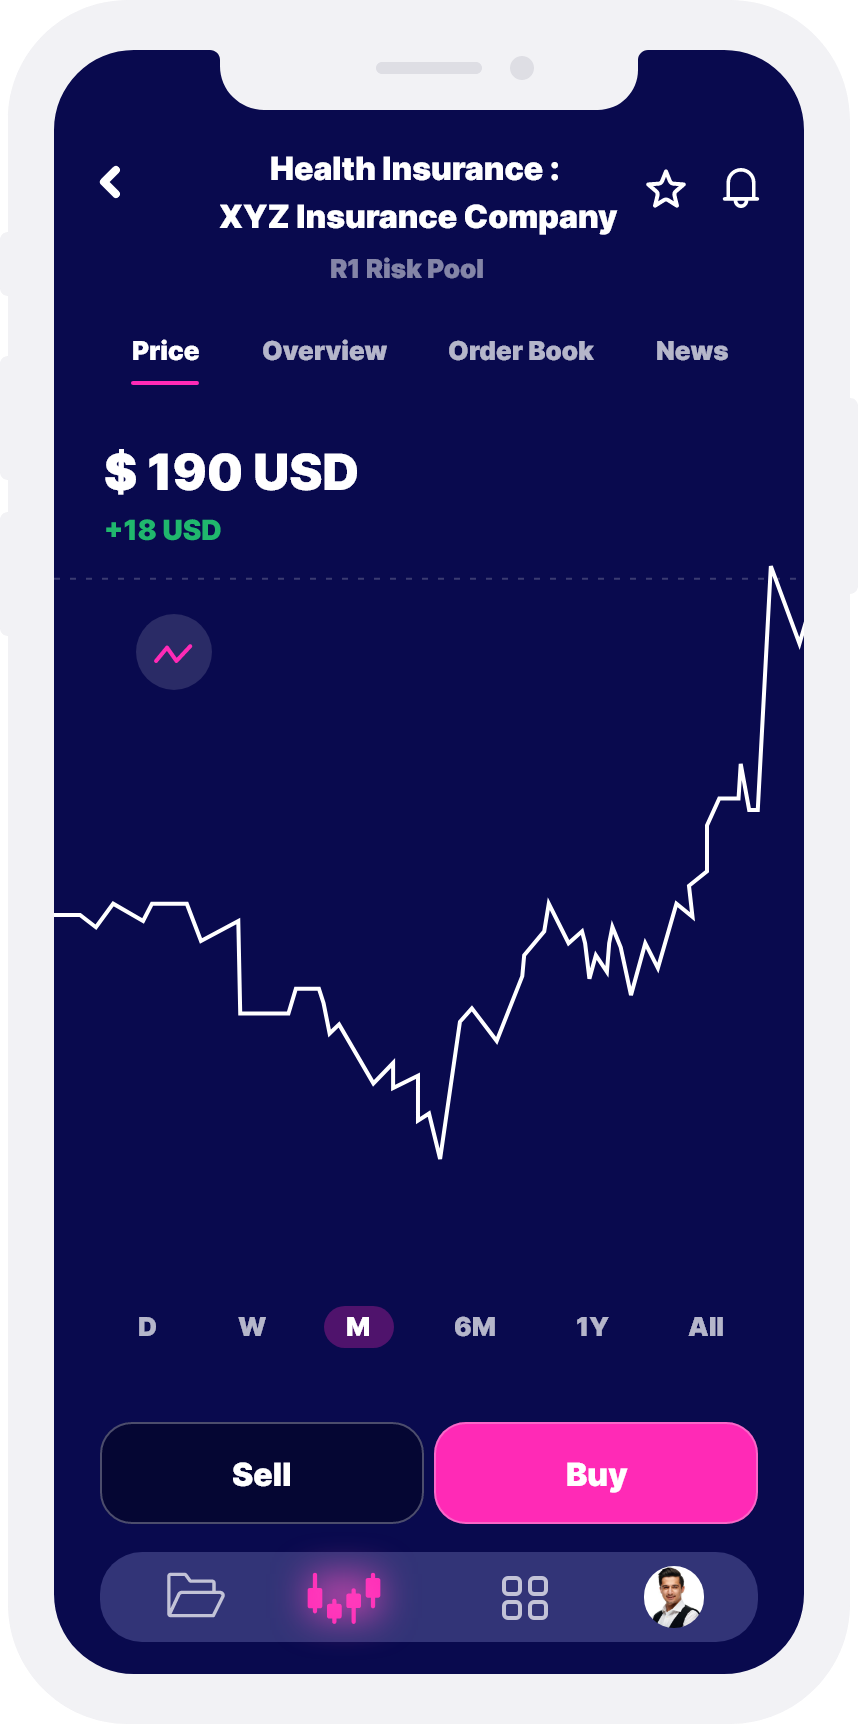 Health Insurance :
XYZ Insurance Company
R1 Risk Pool
Price Overview Order Book News
$ 190 USD
+18 USD
D W M 6M 1Y All
Sell Buy